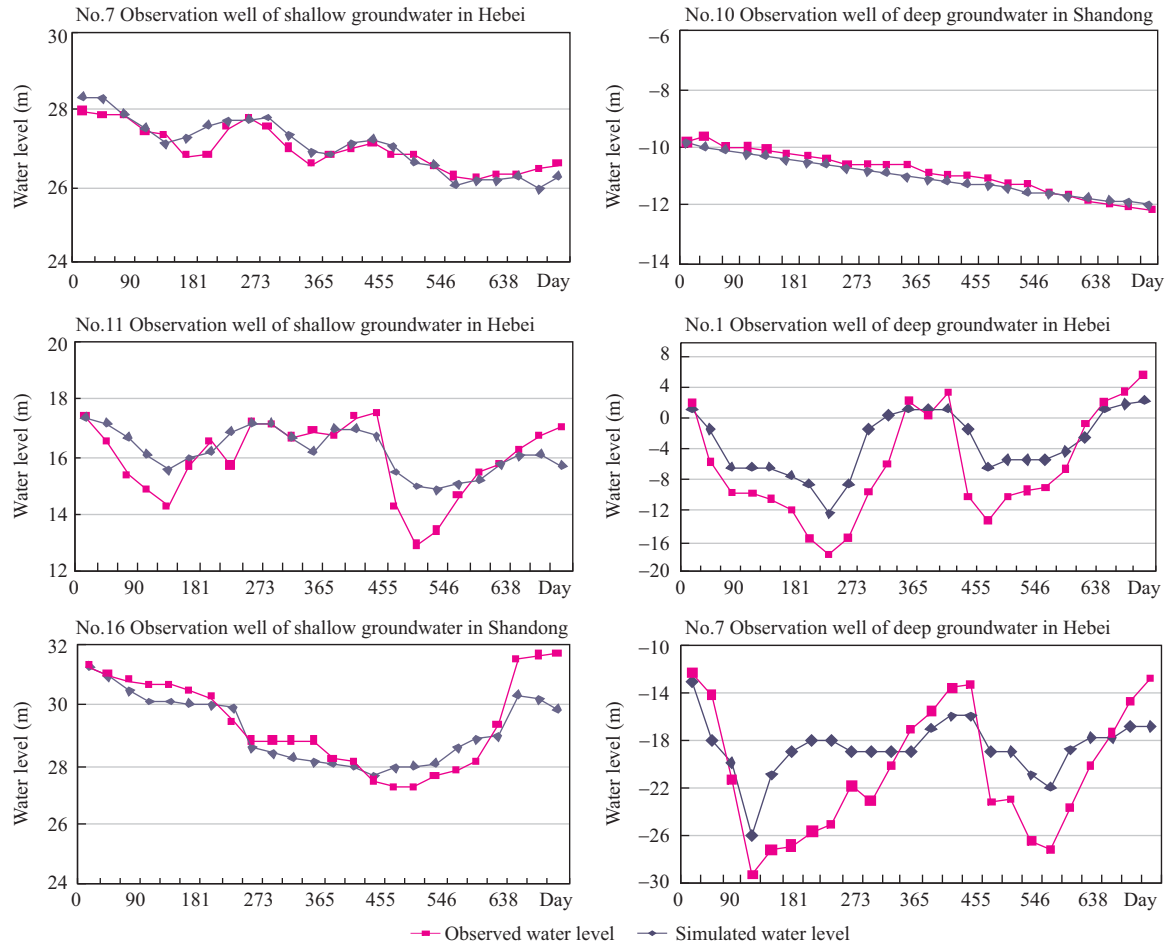 No.7 Observation well of shallow groundwater in Hebei
30
28
26
24
Water level (m)
0 90 181 273 365 455 546 638 Day
No.10 Observation well of deep groundwater in Shandong
−6
−8
−10
−12
−14
Water level (m)
0 90 181 273 365 455 546 638 Day
No.11 Observation well of shallow groundwater in Hebei
20
18
16
14
12
Water level (m)
0 90 181 273 365 455 546 638 Day
No.1 Observation well of deep groundwater in Hebei
8
4
0
−4
−8
−12
−16
−20
Water level (m)
0 90 181 273 365 455 546 638 Day
No.16 Observation well of shallow groundwater in Shandong
32
30
28
26
24
Water level (m)
0 90 181 273 365 455 546 638 Day
No.7 Observation well of deep groundwater in Hebei
−10
−14
−18
−22
−26
−30
Water level (m)
0 90 181 273 365 455 546 638 Day
Observed water level Simulated water level